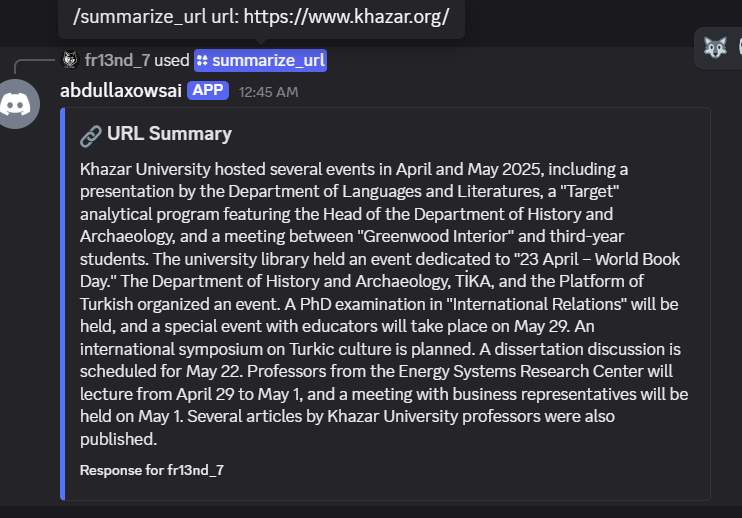 /summarize_url url: https://www.khazar.org/
fr13nd_7 used summarize_url
abdullaxowsai APP 12:45 AM
URL Summary
Khazar University hosted several events in April and May 2025, including a
presentation by the Department of Languages and Literatures, a "Target"
analytical program featuring the Head of the Department of History and
Archaeology, and a meeting between "Greenwood Interior" and third-year
students. The university library held an event dedicated to "23 April – World Book
Day." The Department of History and Archaeology, TİKA, and the Platform of
Turkish organized an event. A PhD examination in "International Relations" will be
held, and a special event with educators will take place on May 29. An
international symposium on Turkic culture is planned. A dissertation discussion is
scheduled for May 22. Professors from the Energy Systems Research Center will
lecture from April 29 to May 1, and a meeting with business representatives will be
held on May 1. Several articles by Khazar University professors were also
published.
Response for fr13nd_7